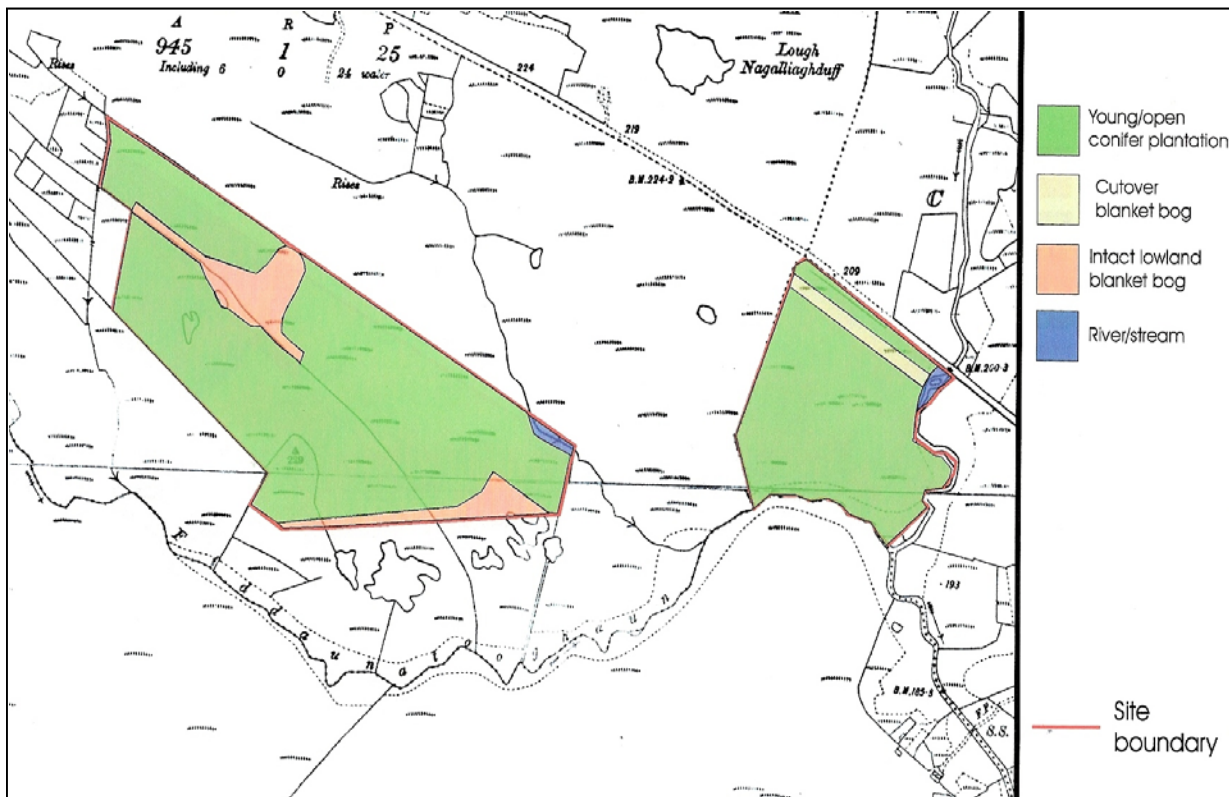 A R P
945 1 25
Including 6 0 24 water
Rises
224
Lough
Nagalliaghduff
219
Rises
B.M.224·2
C
209
B.M.200·3
193
B.M.185·3
F.P.
S.S.
Young/open
conifer plantation
Cutover
blanket bog
Intact lowland
blanket bog
River/stream
Site
boundary